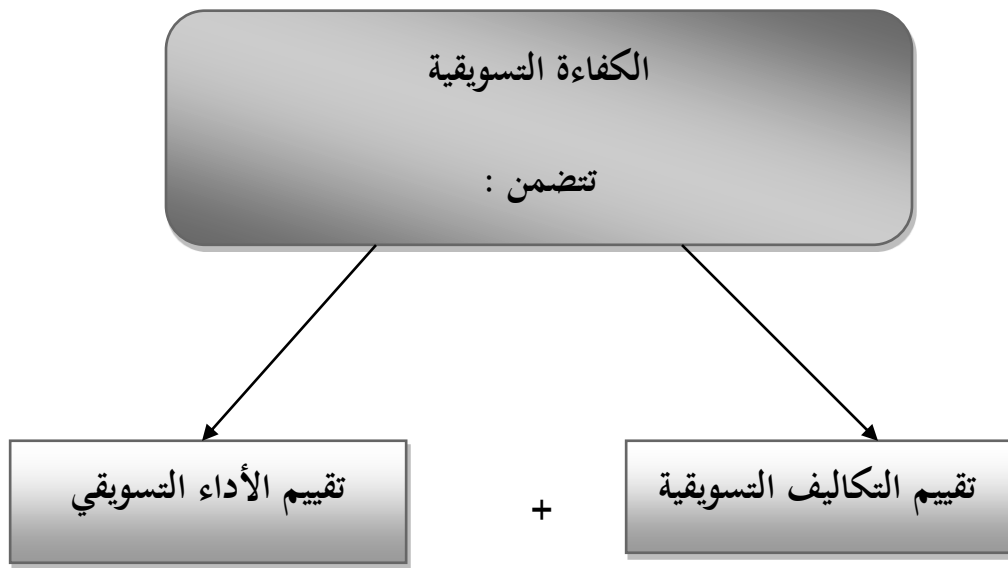 الكفاءة التسويقية
تتضمن :
تقييم التكاليف التسويقية
+
تقييم الأداء التسويقي